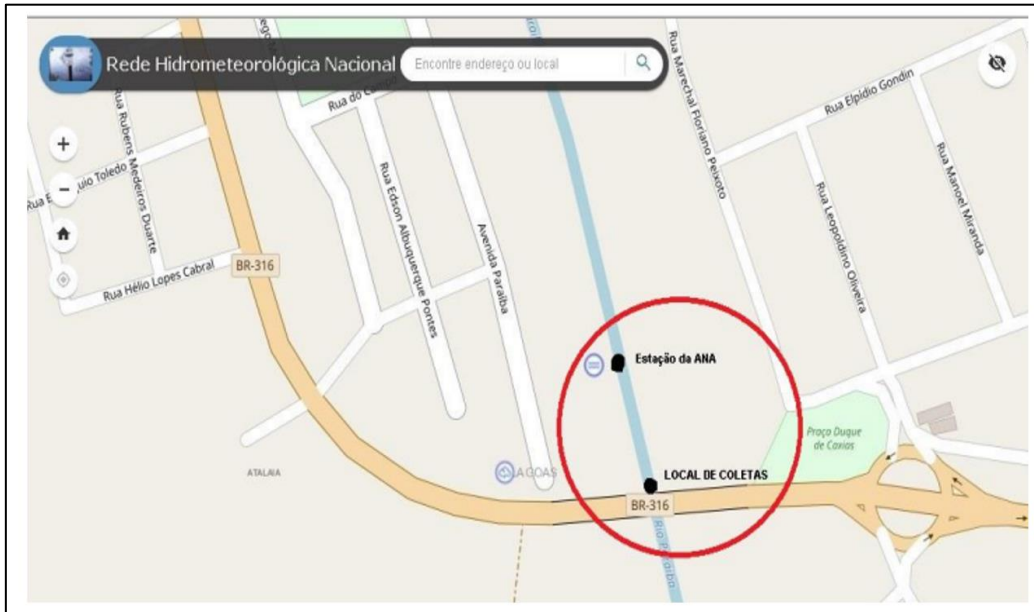 Rede Hidrometeorológica Nacional
Encontre endereço ou local
Rua do
Rua Rubens Medeiros Duarte
Toledo
Rua Hélio Lopes Cabral
BR-316
Rua Edson Albuquerque Pontes
Avenida Paraíba
Rua Marechal Floriano Peixoto
Rua Elpídio Gondin
Rua Leopoldino Oliveira
Rua Manoel Miranda
Estação da ANA
Praça Duque
de Caxias
ATALAIA
LAGOAS
LOCAL DE COLETAS
BR-316
Rio Paraíba